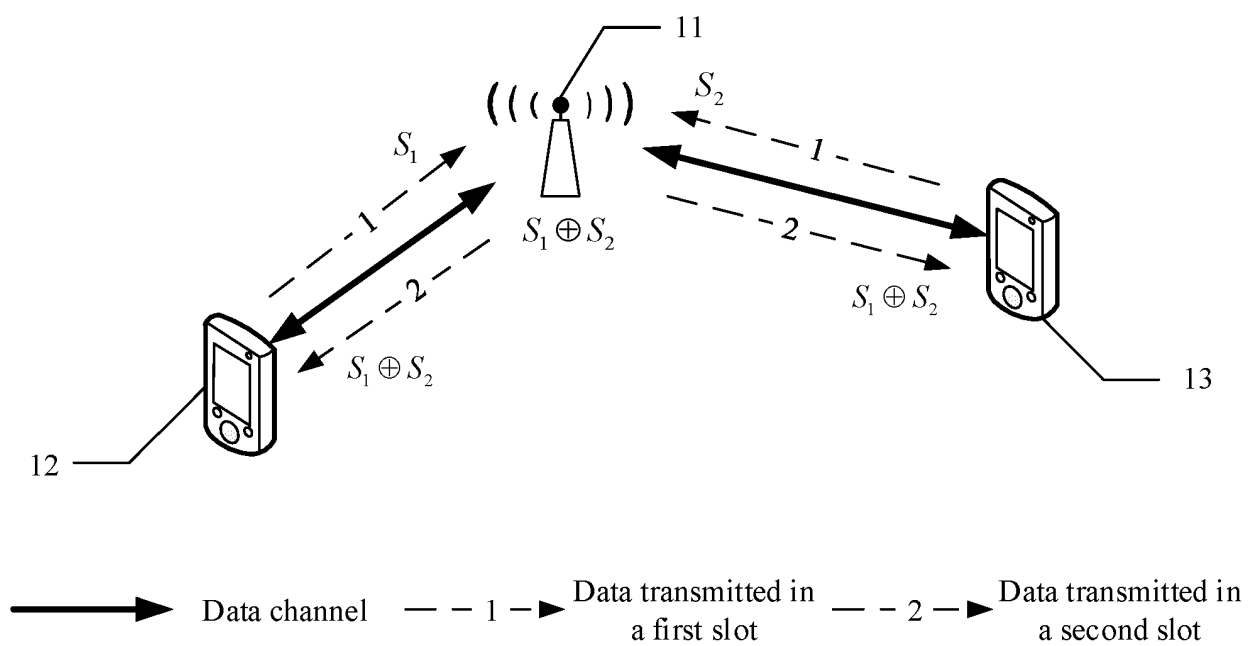 11
S₂
S₁
1
1
2
S₁ ⊕ S₂
2
S₁ ⊕ S₂
S₁ ⊕ S₂
13
12
Data channel
1
Data transmitted in
a first slot
2
Data transmitted in
a second slot